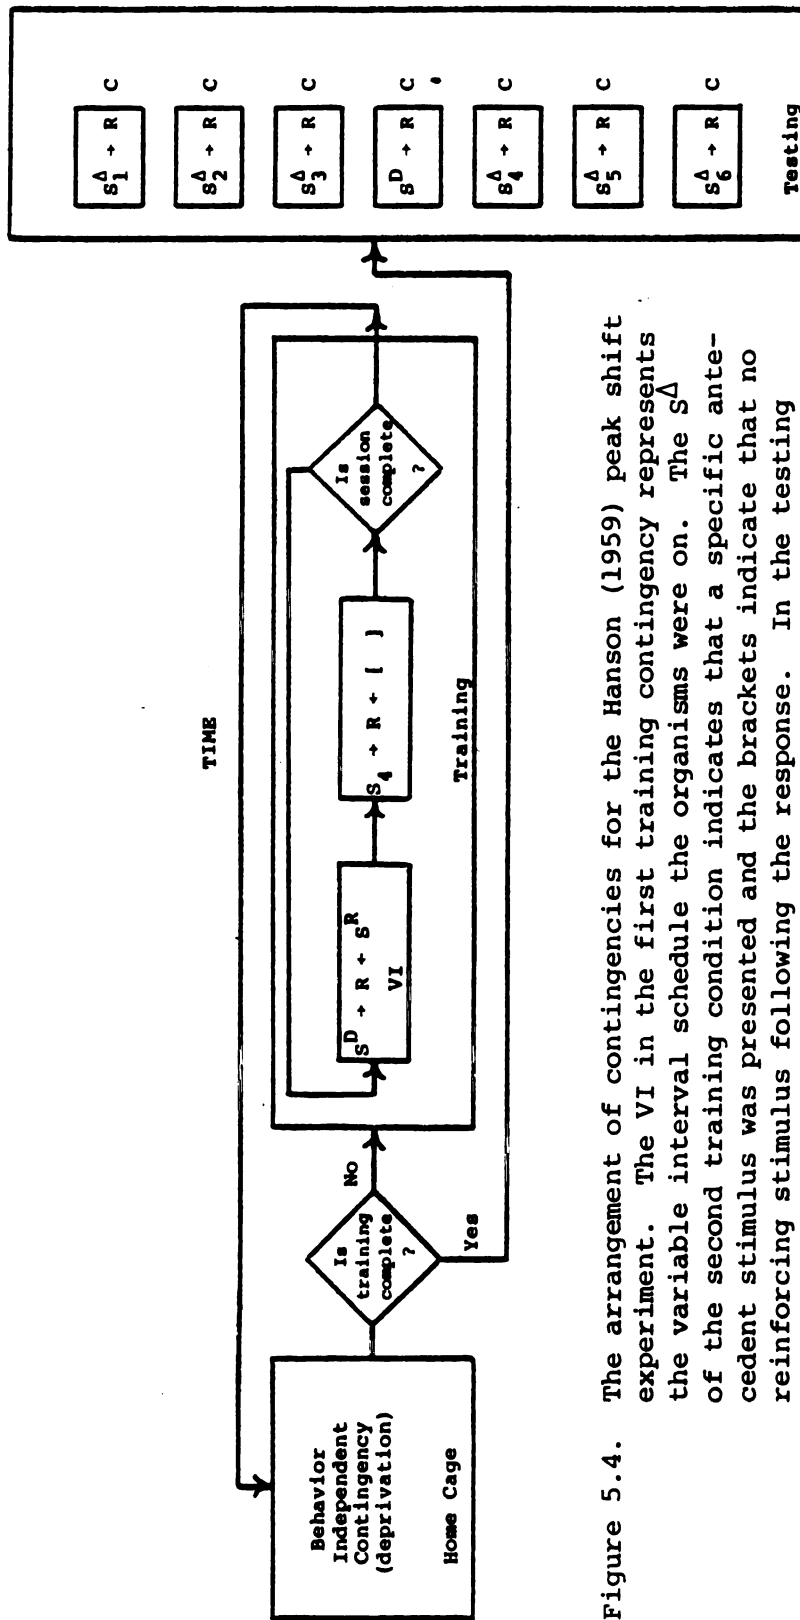 Behavior
Independent
Contingency
(deprivation)
Home Cage
Is
training
complete
?
No
Yes
TIME
S^D → R → S^R
VI
S_4 → R → [ ]
Is
session
complete
?
Training
S^Δ_1 → R C
S^Δ_2 → R C
S^Δ_3 → R C
S^D → R C
S^Δ_4 → R C
S^Δ_5 → R C
S^Δ_6 → R C
Testing
Figure 5.4. The arrangement of contingencies for the Hanson (1959) peak shift
experiment. The VI in the first training contingency represents
the variable interval schedule the organisms were on. The S^Δ
of the second training condition indicates that a specific ante-
cedent stimulus was presented and the brackets indicate that no
reinforcing stimulus following the response. In the testing